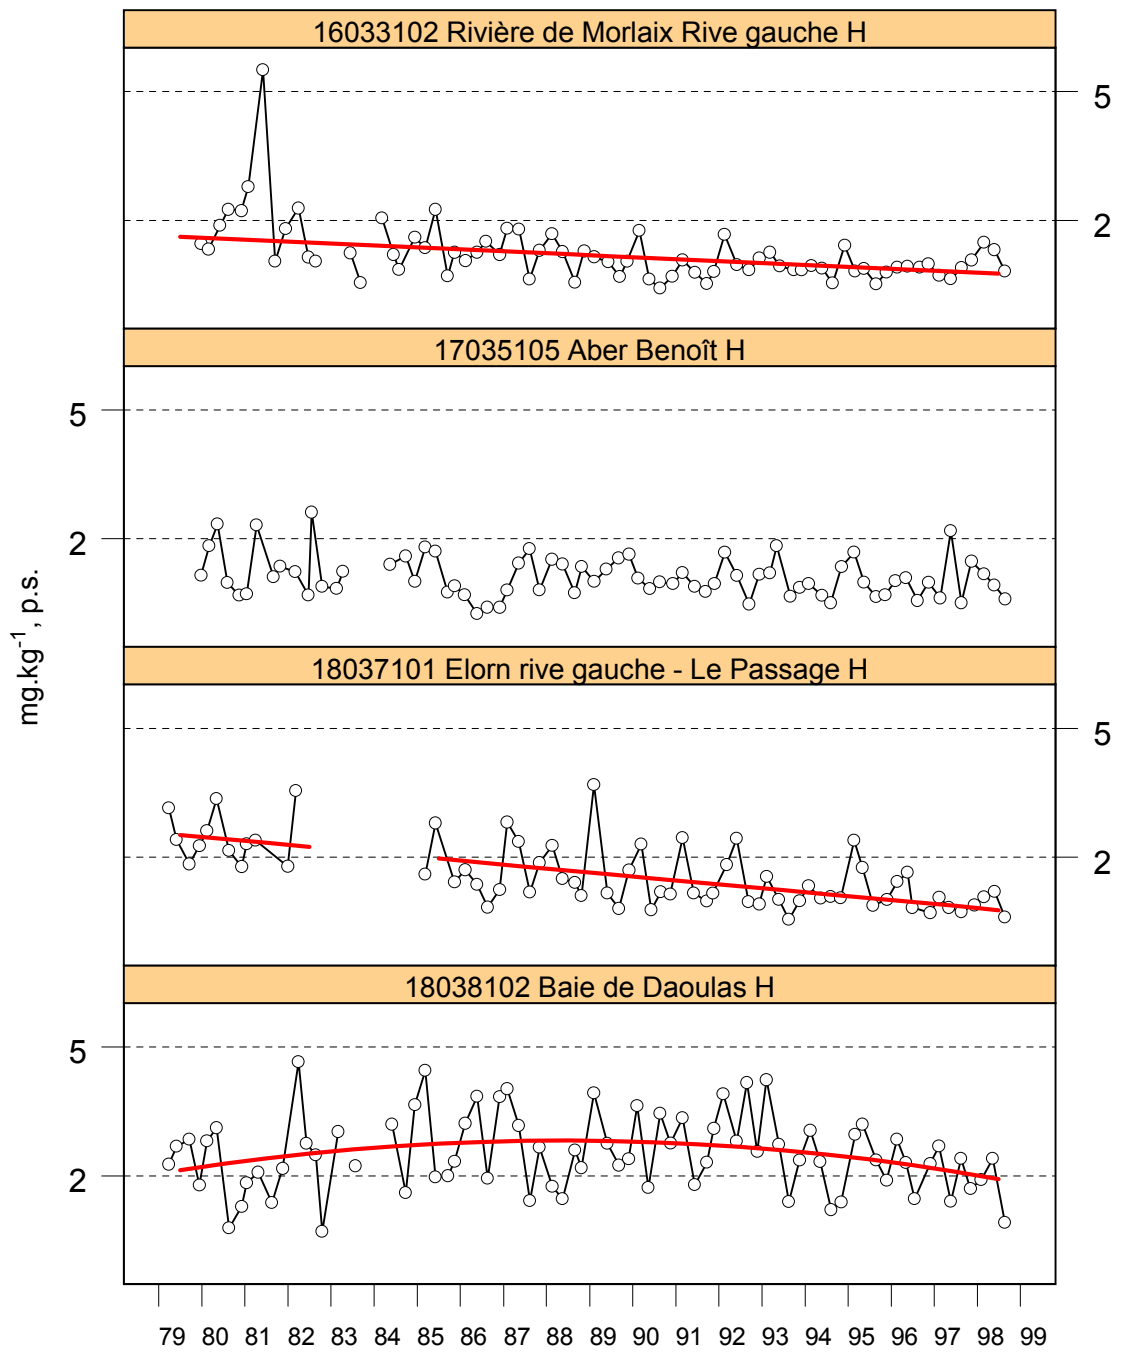 16033102 Rivière de Morlaix Rive gauche H
5
2
17035105 Aber Benoît H
5
2
mg.kg-1, p.s.
18037101 Elorn rive gauche - Le Passage H
5
2
18038102 Baie de Daoulas H
5
2
79 80 81 82 83 84 85 86 87 88 89 90 91 92 93 94 95 96 97 98 99